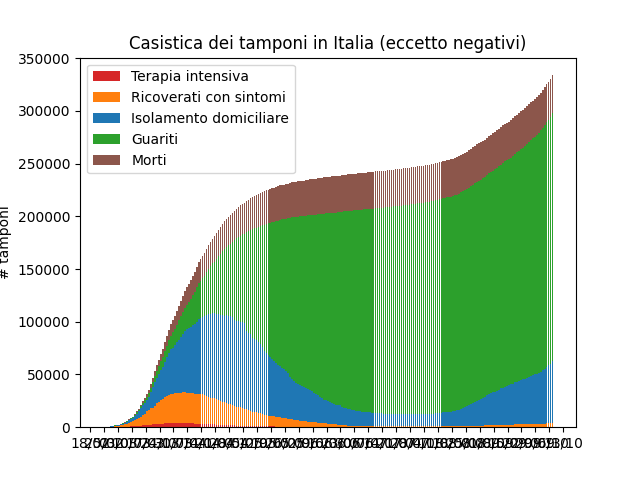 Casistica dei tamponi in Italia (eccetto negativi)
350000
Terapia intensiva
Ricoverati con sintomi
Isolamento domiciliare
Guariti
Morti
300000
250000
200000
150000
100000
50000
0
# tamponi